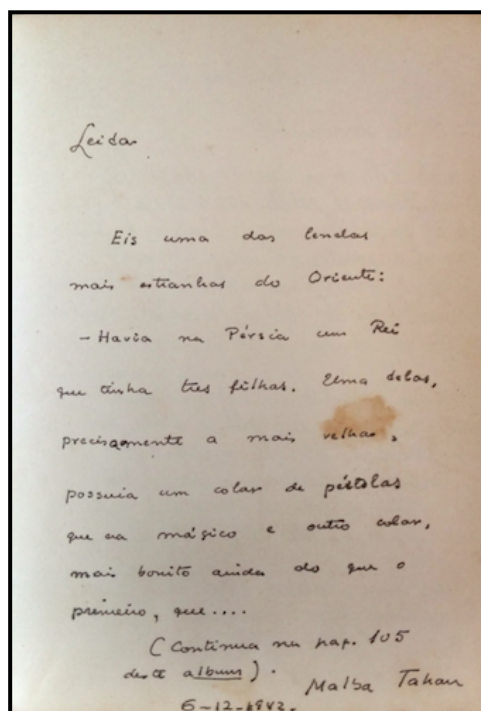 Leida
Eis uma das lendas
mais estranhas do Oriente:
- Havia na Pérsia um Rei
que tinha tres filhas. Uma delas,
precisamente a mais velha,
possuia um colar de pétalas
que era mágico e outro colar,
mais bonito ainda do que o
primeiro, que....
(Continua na pag. 105
deste album).
Malba Tahan
6-12-1942.